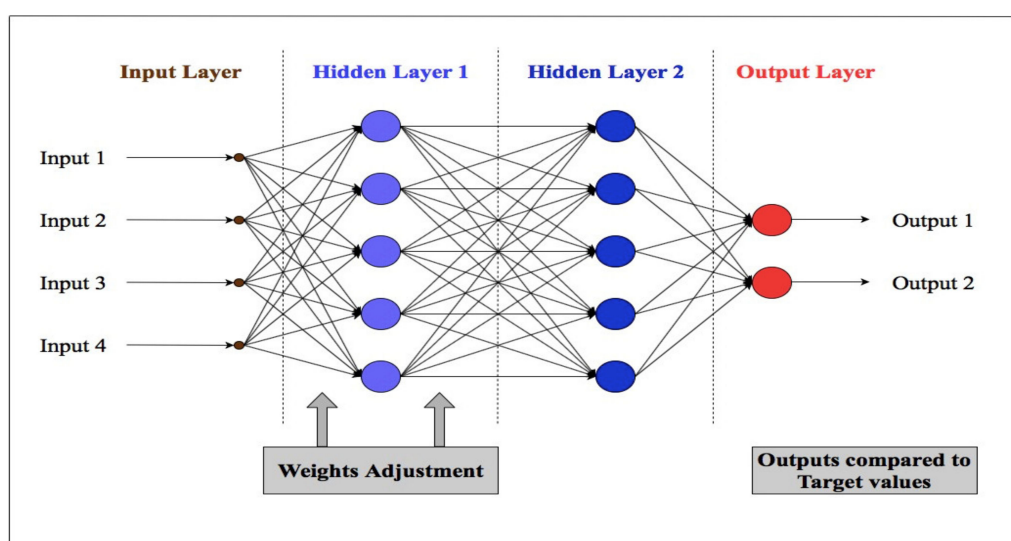 Input Layer
Hidden Layer 1
Hidden Layer 2
Output Layer
Input 1
Input 2
Input 3
Input 4
Output 1
Output 2
Weights Adjustment
Outputs compared to
Target values